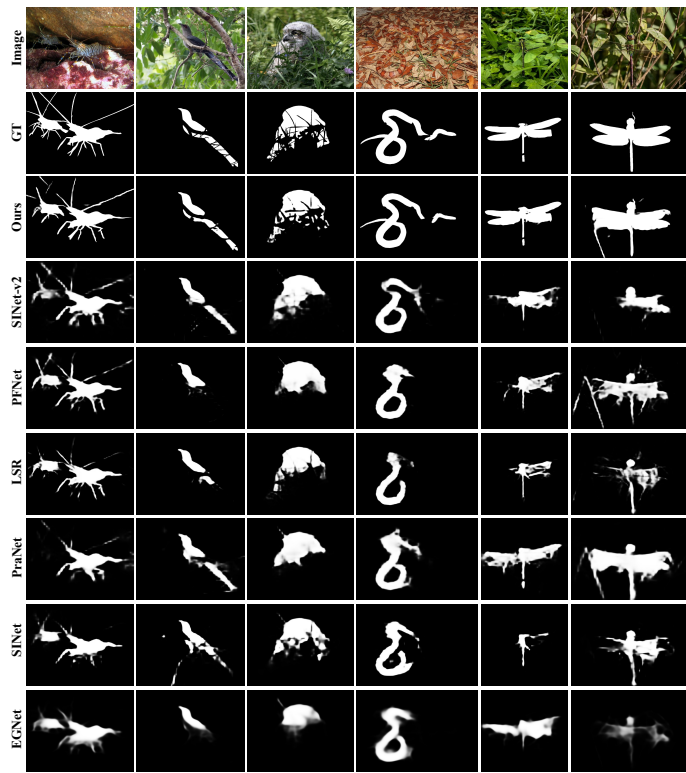 Image
GT
Ours
SINet-v2
PFNet
LSR
PraNet
SINet
EGNet